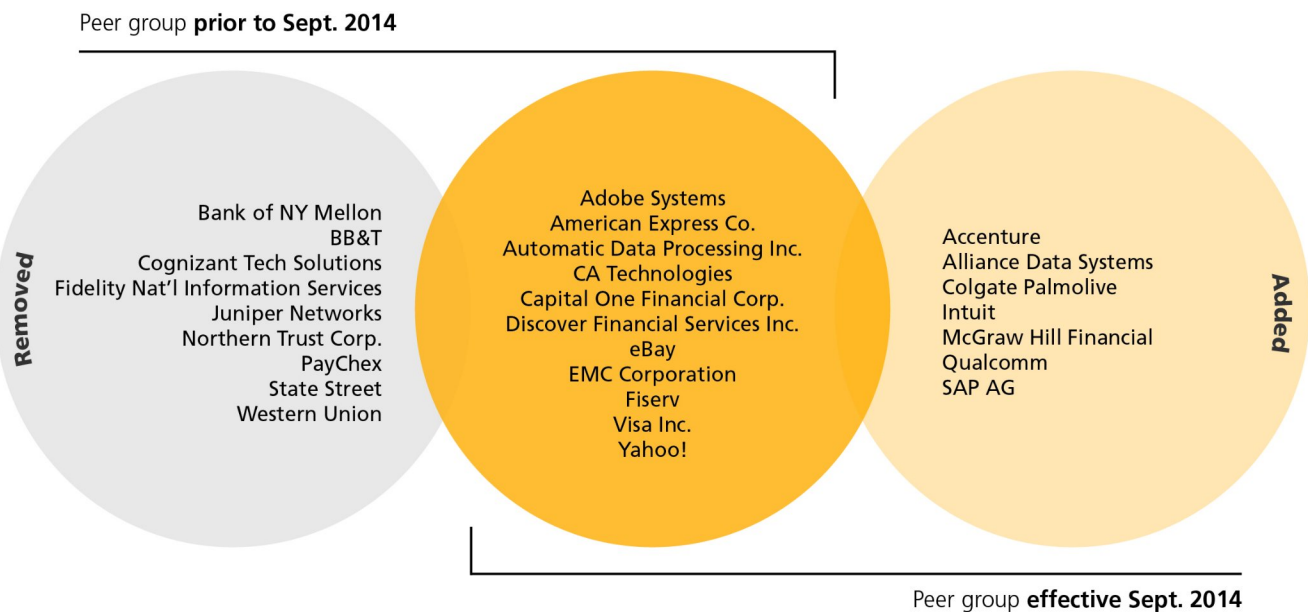 Peer group prior to Sept. 2014
Removed
Bank of NY Mellon
BB&T
Cognizant Tech Solutions
Fidelity Nat’l Information Services
Juniper Networks
Northern Trust Corp.
PayChex
State Street
Western Union
Adobe Systems
American Express Co.
Automatic Data Processing Inc.
CA Technologies
Capital One Financial Corp.
Discover Financial Services Inc.
eBay
EMC Corporation
Fiserv
Visa Inc.
Yahoo!
Accenture
Alliance Data Systems
Colgate Palmolive
Intuit
McGraw Hill Financial
Qualcomm
SAP AG
Added
Peer group effective Sept. 2014